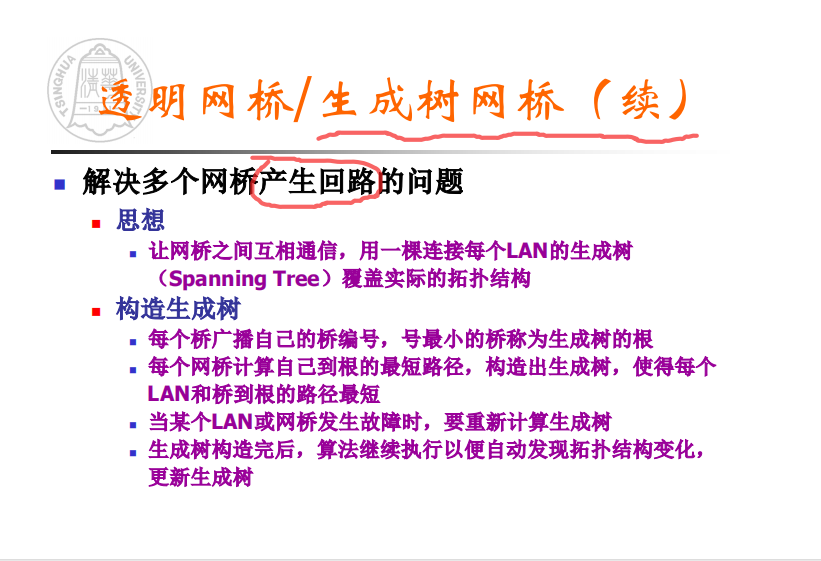 TSINGHUA UNIVERSITY
透明网桥/生成树网桥（续）
解决多个网桥产生回路的问题
思想
让网桥之间互相通信，用一棵连接每个LAN的生成树
（Spanning Tree）覆盖实际的拓扑结构
构造生成树
每个桥广播自己的桥编号，号最小的桥称为生成树的根
每个网桥计算自己到根的最短路径，构造出生成树，使得每个
LAN和桥到根的路径最短
当某个LAN或网桥发生故障时，要重新计算生成树
生成树构造完后，算法继续执行以便自动发现拓扑结构变化，
更新生成树